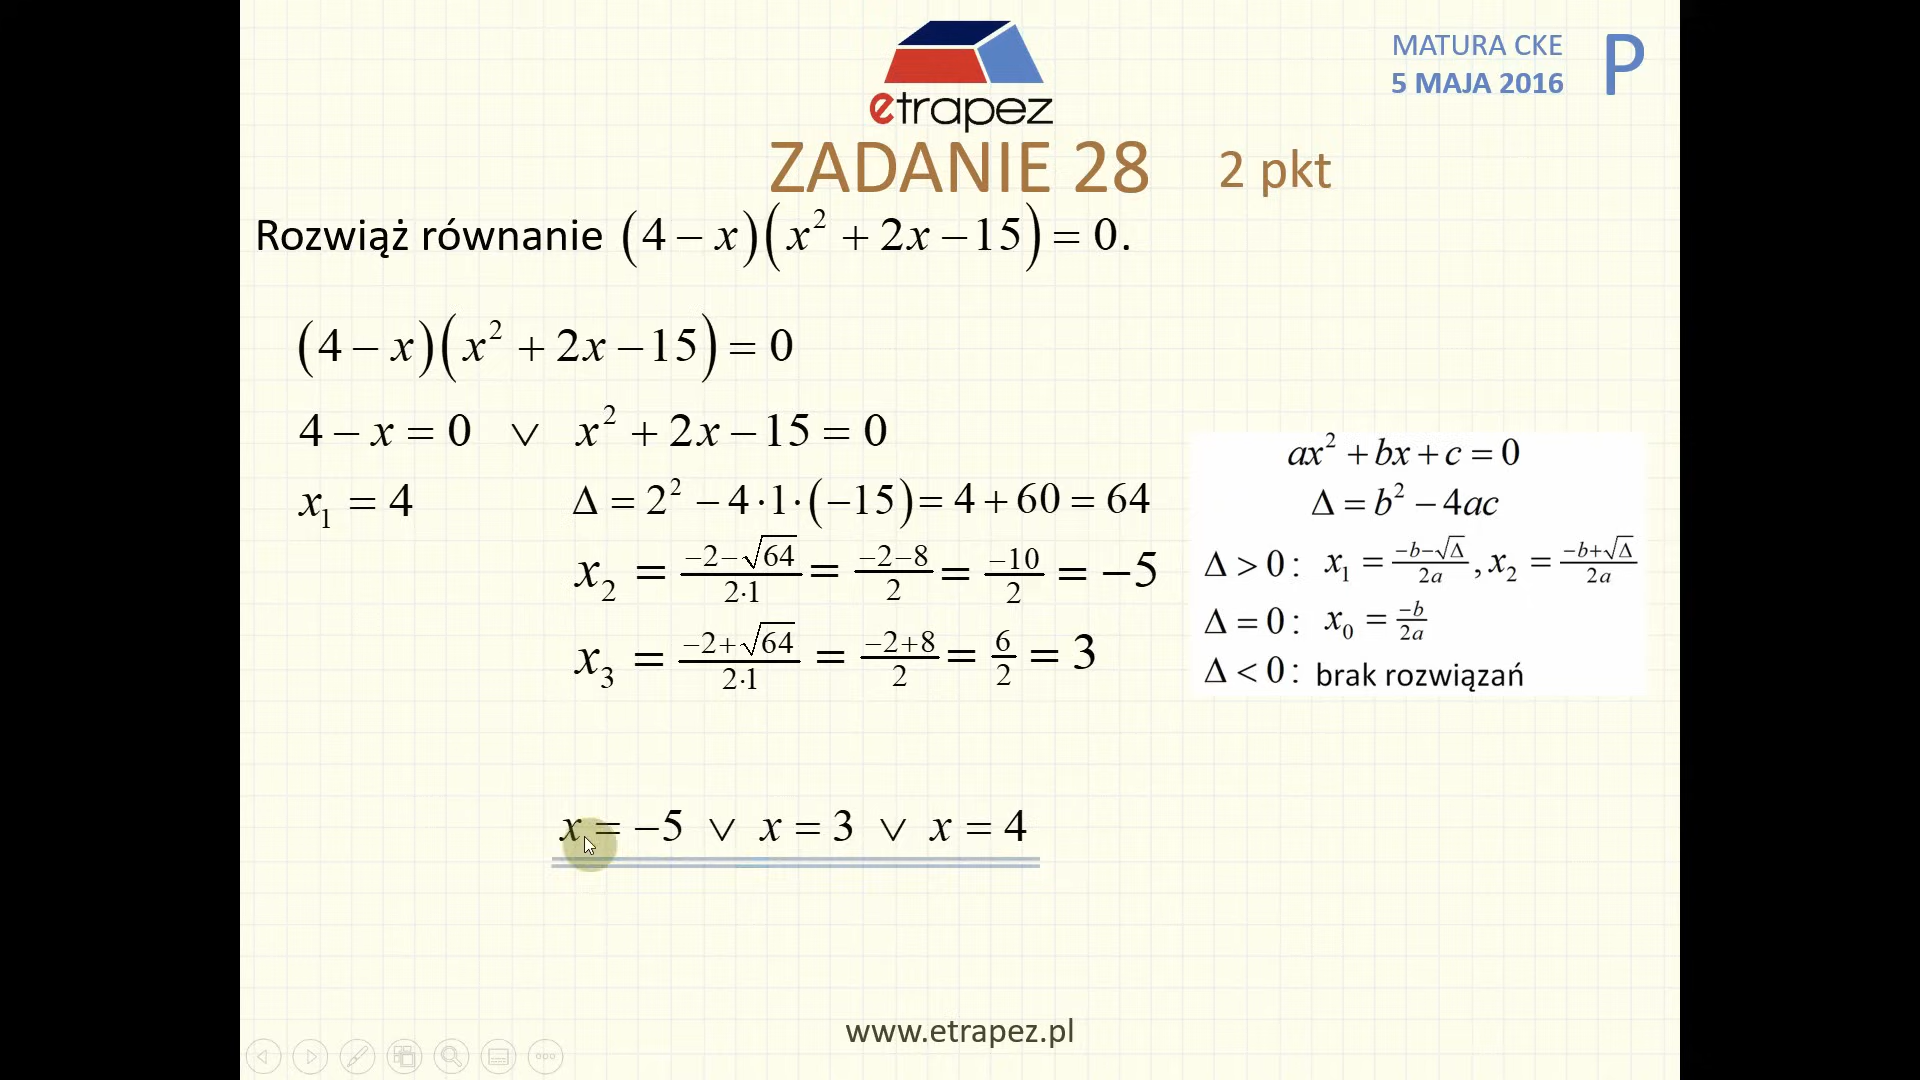 MATURA CKE P
5 MAJA 2016
etrapez
ZADANIE 28 2 pkt
Rozwiąż równanie (4 − x)(x² + 2x − 15) = 0.
(4 − x)(x² + 2x − 15) = 0
4 − x = 0 ∨ x² + 2x − 15 = 0
x₁ = 4 Δ = 2² − 4·1·(−15) = 4 + 60 = 64
x₂ = (−2−√64)/(2·1) = (−2−8)/2 = (−10)/2 = −5
x₃ = (−2+√64)/(2·1) = (−2+8)/2 = 6/2 = 3
ax² + bx + c = 0
Δ = b² − 4ac
Δ > 0 : x₁ = (−b−√Δ)/(2a) , x₂ = (−b+√Δ)/(2a)
Δ = 0 : x₀ = (−b)/(2a)
Δ < 0 : brak rozwiązań
x = −5 ∨ x = 3 ∨ x = 4
www.etrapez.pl